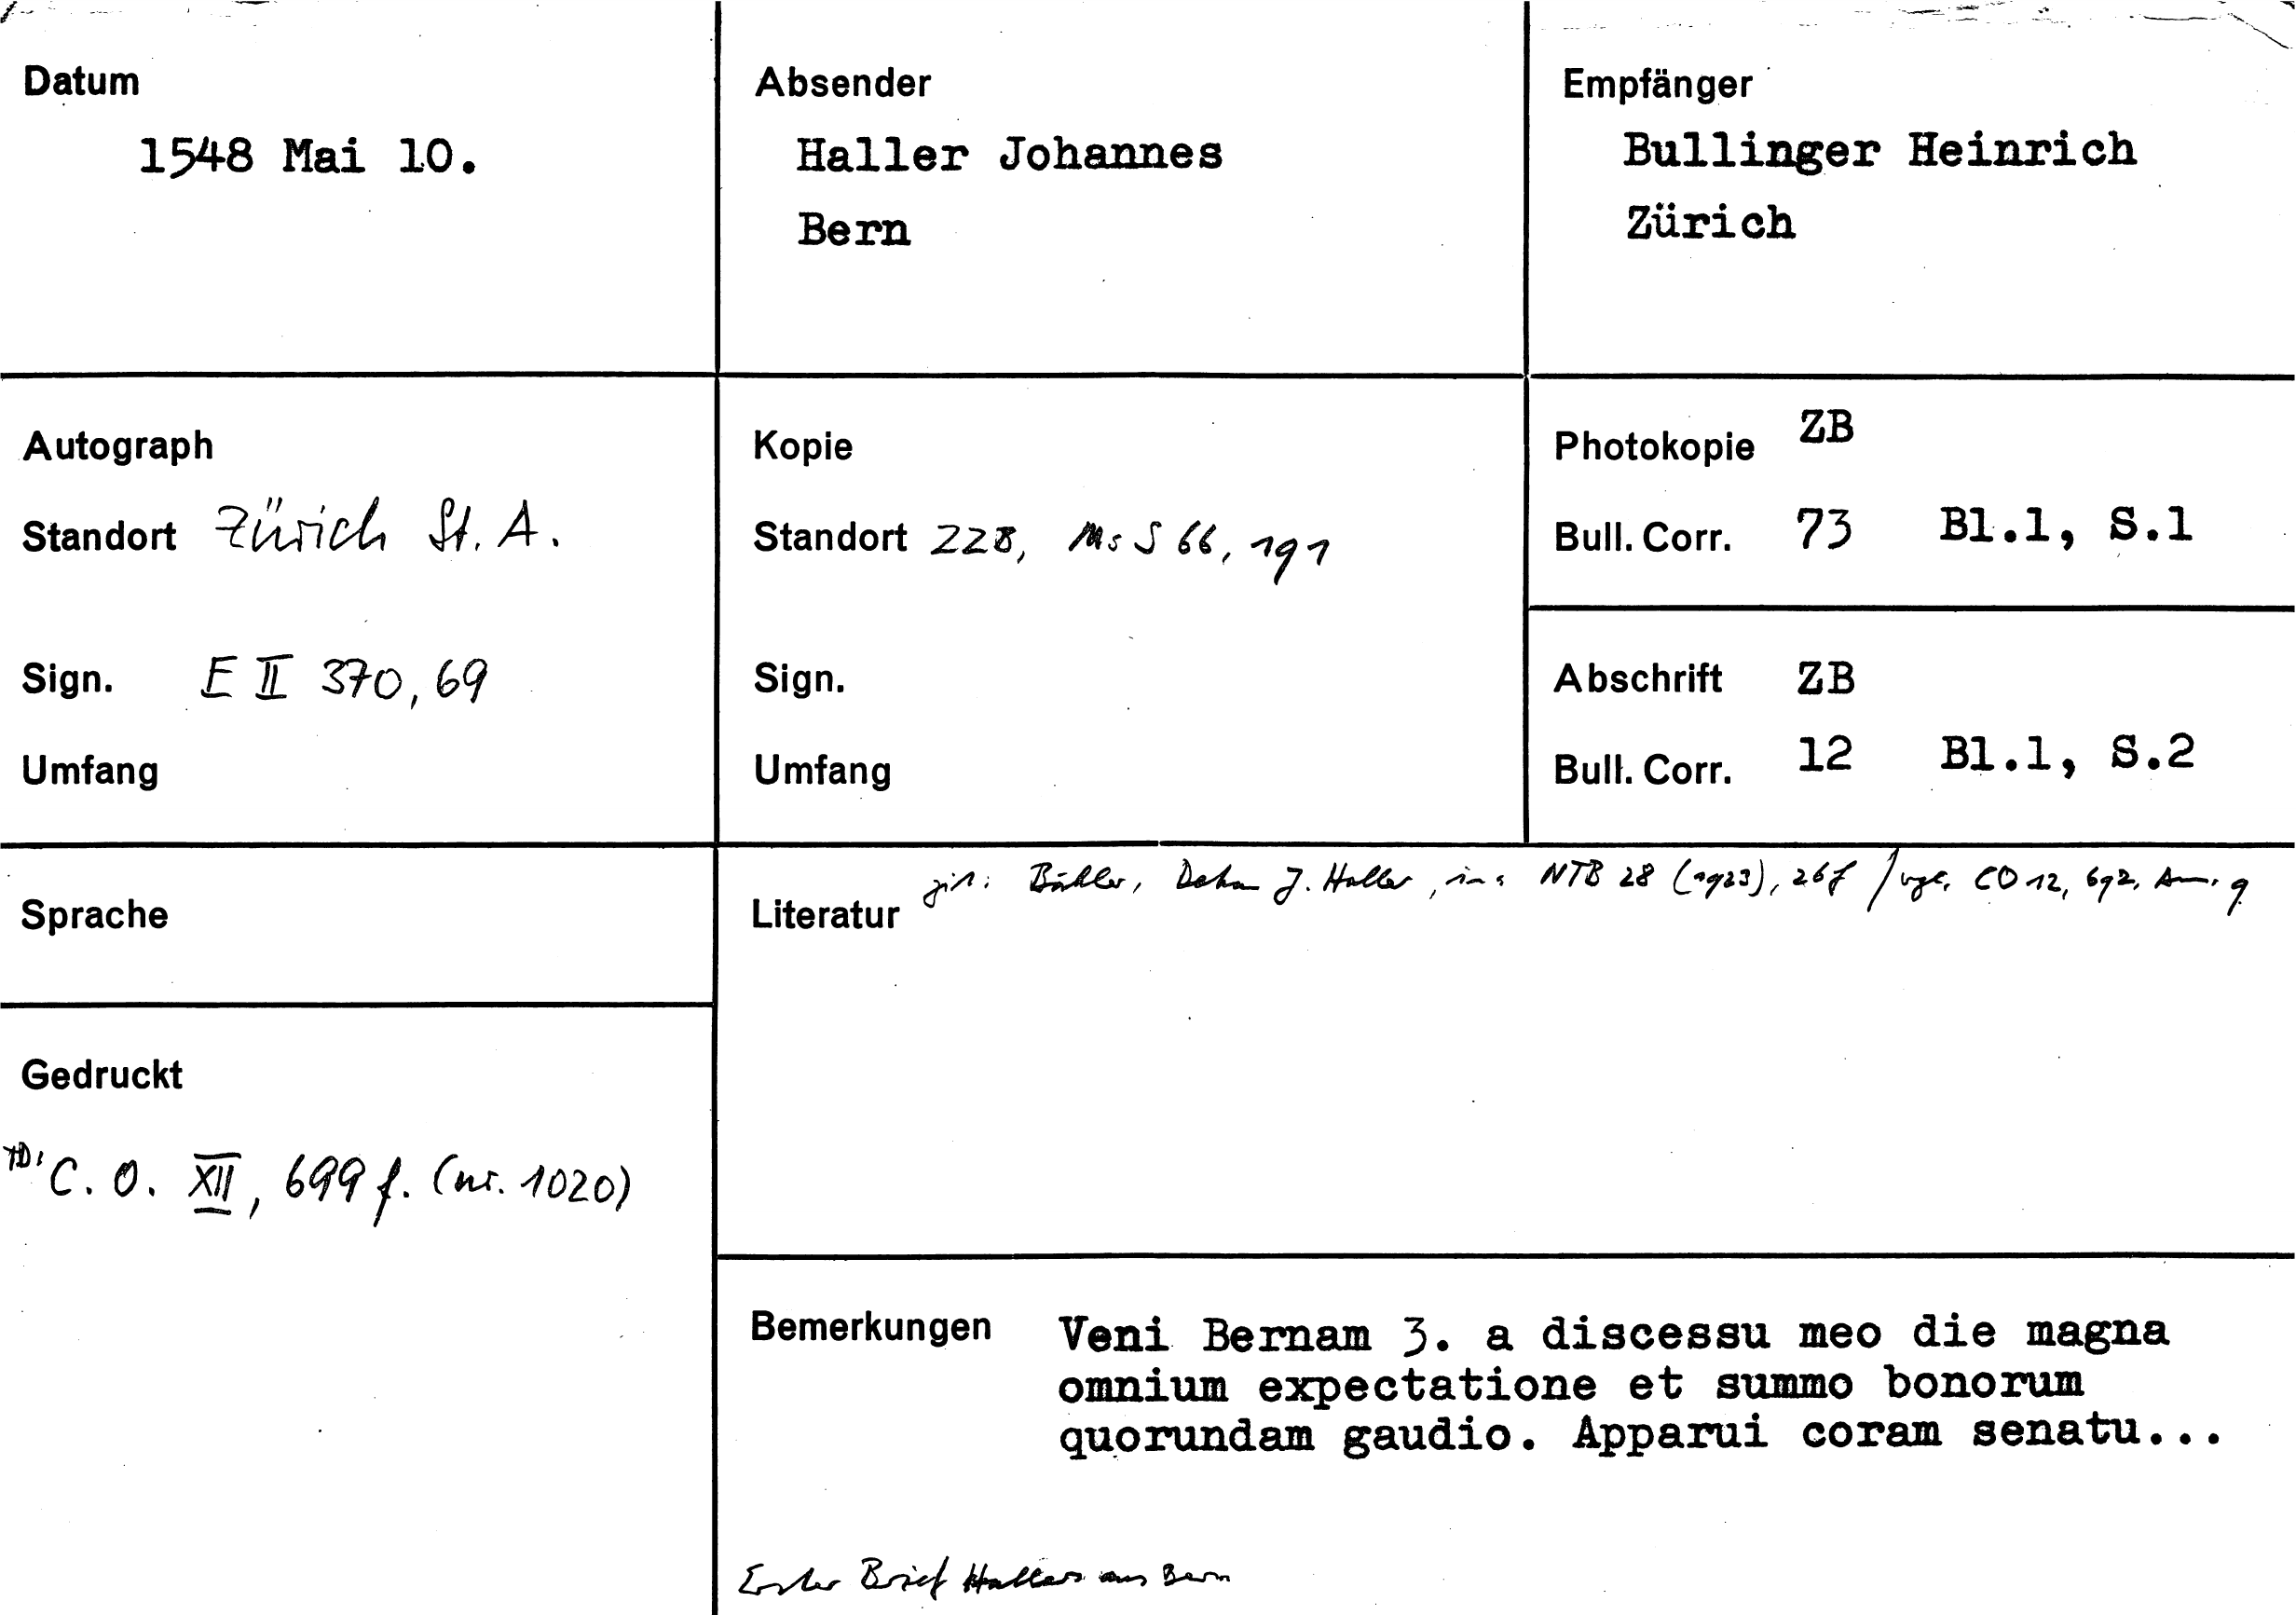 Datum
1548 Mai 10.
Absender
Haller Johannes
Bern
Empfänger
Bullinger Heinrich
Zürich
Autograph
Standort Zürich St. A.
Sign. E II 370, 69
Umfang
Kopie
Standort ZZB, Ms S 66, 191
Sign.
Umfang
Photokopie ZB
Bull. Corr. 73 Bl.1, S.1
Abschrift ZB
Bull. Corr. 12 Bl.1, S.2
Sprache
Literatur zit.: Bähler, Dekan J. Haller, in: NTB 28 (1923), 26f / vgl. CO 12, 692, Anm. 9
Gedruckt
C. O. XII, 699 f. (nr. 1020)
Bemerkungen Veni Bernam 3. a discessu meo die magna
omnium expectatione et summo bonorum
quorundam gaudio. Apparui coram senatu...
Erster Brief Hallers aus Bern